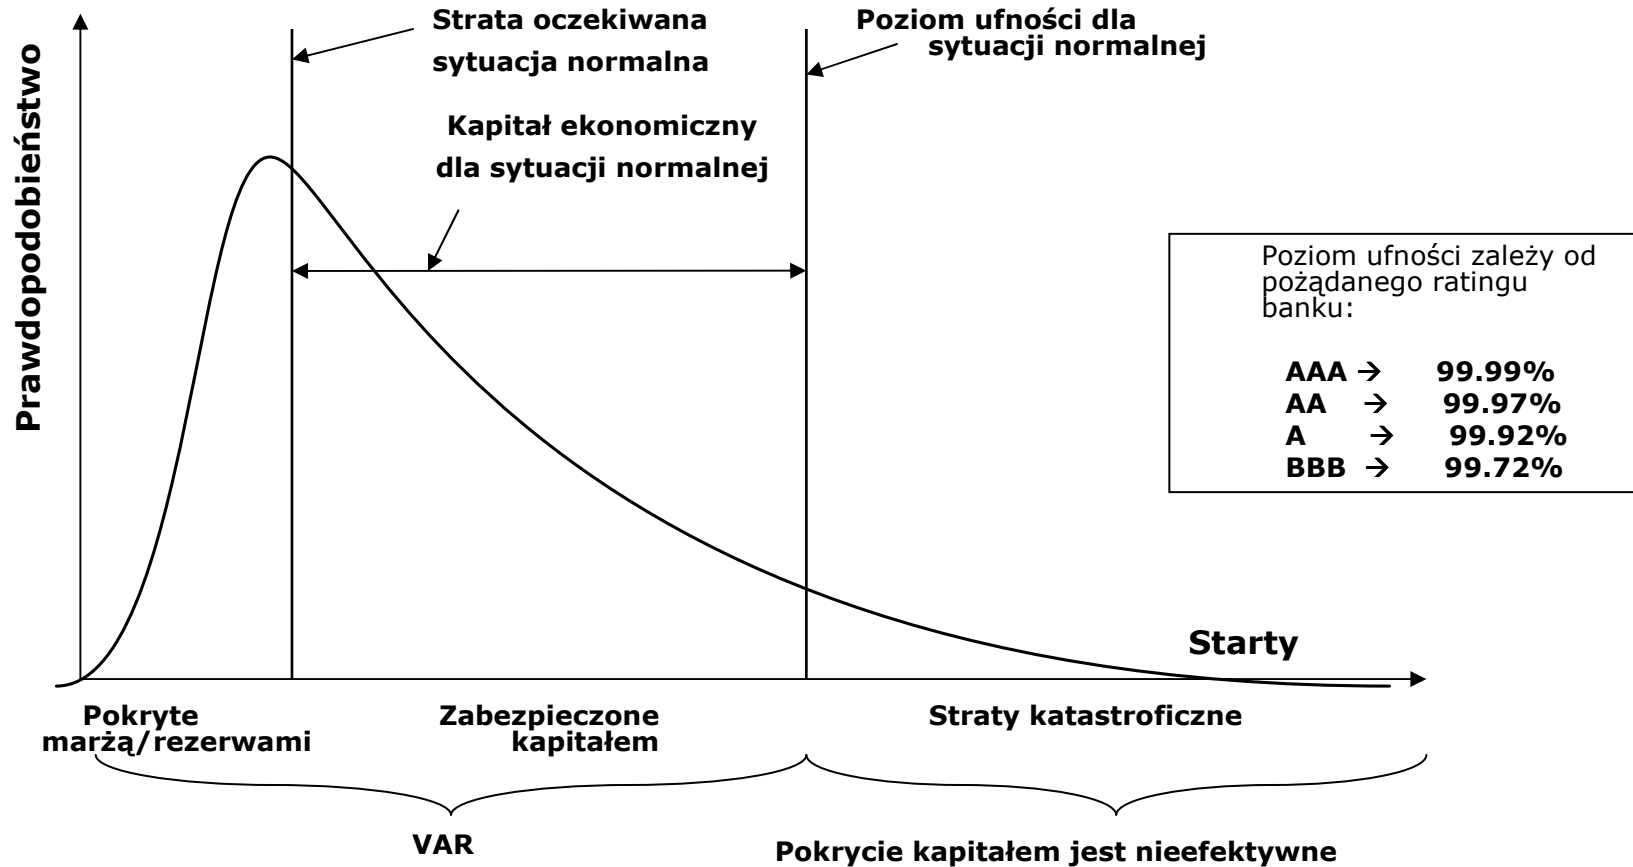 Prawdopodobieństwo
Strata oczekiwana
sytuacja normalna
Poziom ufności dla
sytuacji normalnej
Kapitał ekonomiczny
dla sytuacji normalnej
Poziom ufności zależy od
pożądanego ratingu
banku:
AAA → 99.99%
AA → 99.97%
A → 99.92%
BBB → 99.72%
Starty
Pokryte
marżą/rezerwami
Zabezpieczone
kapitałem
Straty katastroficzne
VAR
Pokrycie kapitałem jest nieefektywne